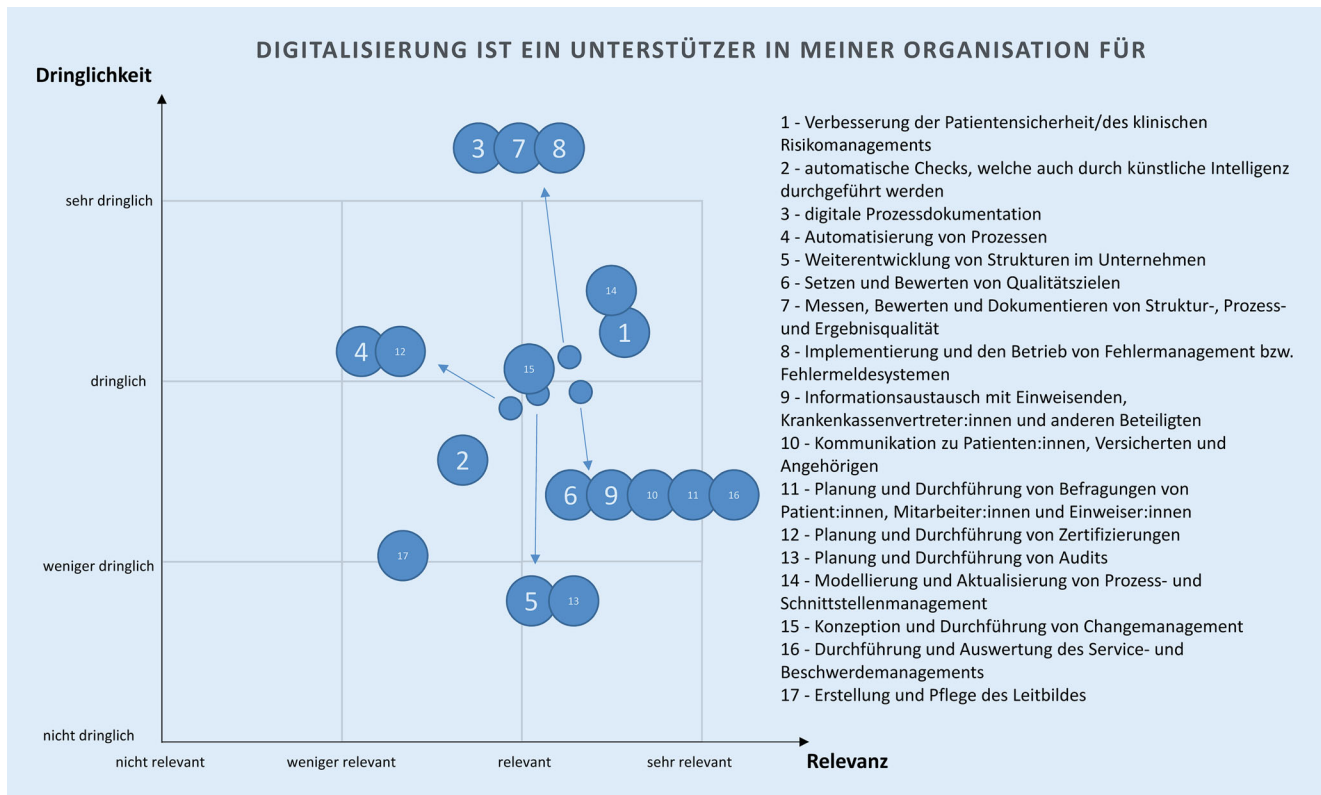 DIGITALISIERUNG IST EIN UNTERSTÜTZER IN MEINER ORGANISATION FÜR
Dringlichkeit
sehr dringlich
dringlich
weniger dringlich
nicht dringlich
3 7 8
14
1
4 12
15
2
6 9 10 11 16
17
5 13
nicht relevant
weniger relevant
relevant
sehr relevant
Relevanz
1 - Verbesserung der Patientensicherheit/des klinischen
Risikomanagements
2 - automatische Checks, welche auch durch künstliche Intelligenz
durchgeführt werden
3 - digitale Prozessdokumentation
4 - Automatisierung von Prozessen
5 - Weiterentwicklung von Strukturen im Unternehmen
6 - Setzen und Bewerten von Qualitätszielen
7 - Messen, Bewerten und Dokumentieren von Struktur-, Prozess-
und Ergebnisqualität
8 - Implementierung und den Betrieb von Fehlermanagement bzw.
Fehlermeldesystemen
9 - Informationsaustausch mit Einweisenden,
Krankenkassenvertreter:innen und anderen Beteiligten
10 - Kommunikation zu Patienten:innen, Versicherten und
Angehörigen
11 - Planung und Durchführung von Befragungen von
Patient:innen, Mitarbeiter:innen und Einweiser:innen
12 - Planung und Durchführung von Zertifizierungen
13 - Planung und Durchführung von Audits
14 - Modellierung und Aktualisierung von Prozess- und
Schnittstellenmanagement
15 - Konzeption und Durchführung von Changemanagement
16 - Durchführung und Auswertung des Service- und
Beschwerdemanagements
17 - Erstellung und Pflege des Leitbildes